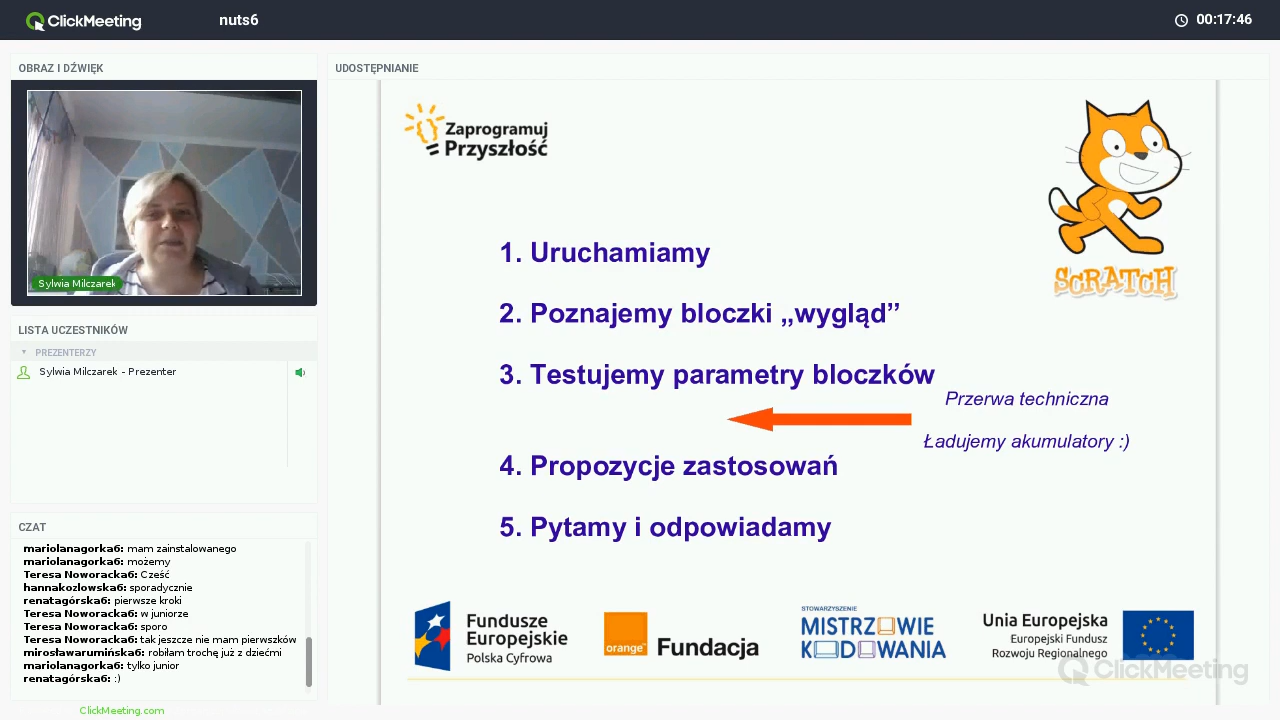 ClickMeeting
nuts6
00:17:46
OBRAZ I DŹWIĘK
Sylwia Milczarek
LISTA UCZESTNIKÓW
PREZENTERZY
Sylwia Milczarek - Prezenter
CZAT
mariolanagorka6: mam zainstalowanego
mariolanagorka6: możemy
Teresa Noworacka6: Cześć
hannakozlowska6: sporadycznie
renatagórska6: pierwsze kroki
Teresa Noworacka6: w juniorze
Teresa Noworacka6: sporo
Teresa Noworacka6: tak jeszcze nie mam pierwszków
mirosławarumińska6: robiłam trochę już z dziećmi
mariolanagorka6: tylko junior
renatagórska6: :)
ClickMeeting.com
UDOSTĘPNIANIE
Zaprogramuj
Przyszłość
SCRATCH
1. Uruchamiamy
2. Poznajemy bloczki „wygląd”
3. Testujemy parametry bloczków
Przerwa techniczna
Ładujemy akumulatory :)
4. Propozycje zastosowań
5. Pytamy i odpowiadamy
Fundusze
Europejskie
Polska Cyfrowa
orange
Fundacja
STOWARZYSZENIE
MISTRZOWIE
KODOWANIA
Unia Europejska
Europejski Fundusz
Rozwoju Regionalnego
ClickMeeting